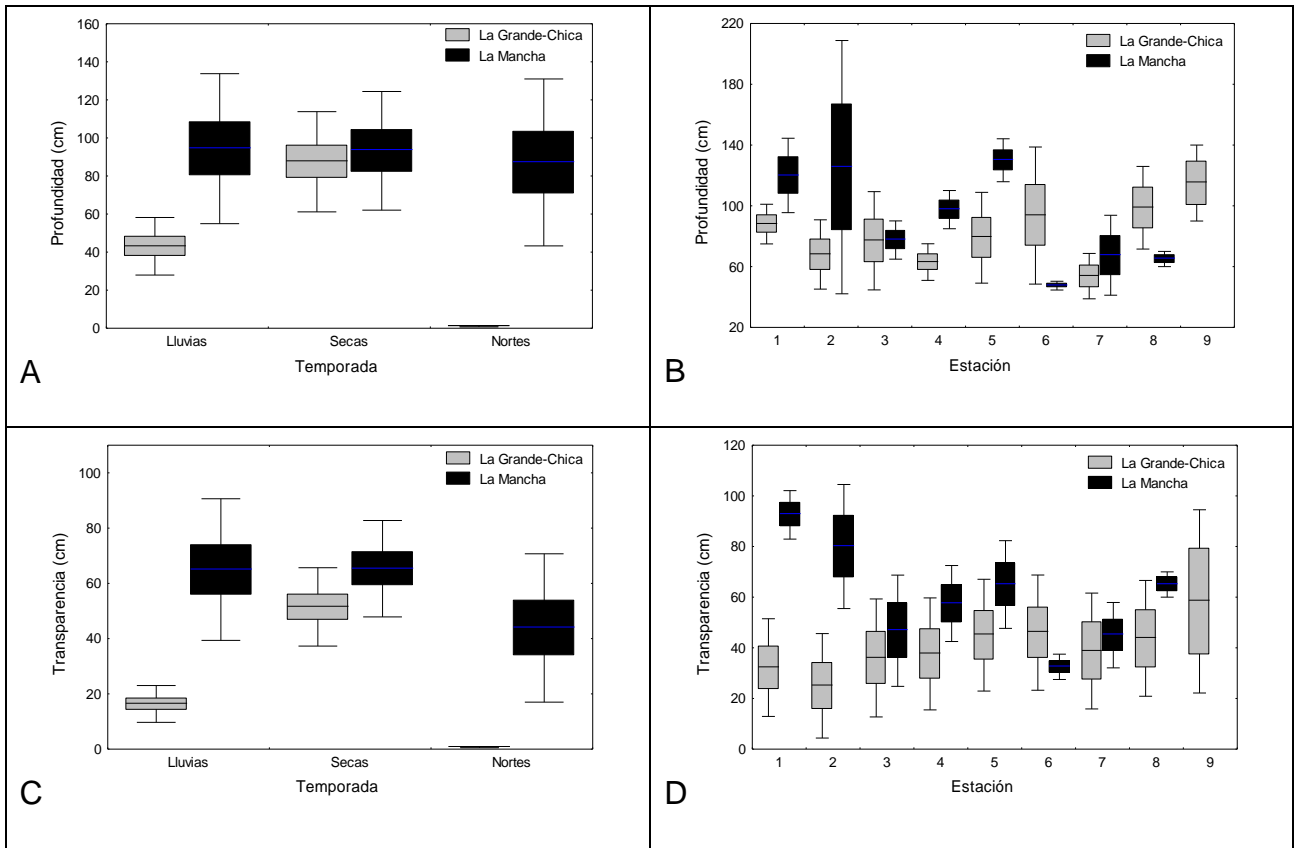 160
140
120
100
80
60
40
20
0
Profundidad (cm)
La Grande-Chica
La Mancha
Lluvias Secas Nortes
Temporada
A
220
180
140
100
60
20
Profundidad (cm)
La Grande-Chica
La Mancha
1 2 3 4 5 6 7 8 9
Estación
B
100
80
60
40
20
0
Transparencia (cm)
La Grande-Chica
La Mancha
Lluvias Secas Nortes
Temporada
C
120
100
80
60
40
20
0
Transparencia (cm)
La Grande-Chica
La Mancha
1 2 3 4 5 6 7 8 9
Estación
D